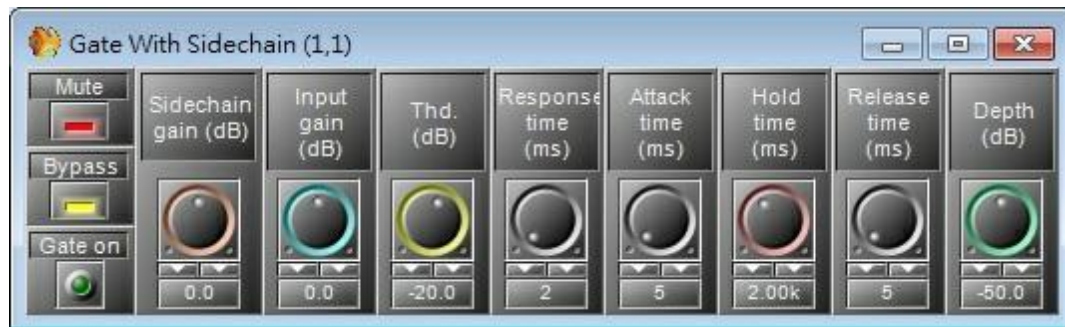 Gate With Sidechain (1,1)
Mute
Bypass
Gate on
Sidechain
gain (dB)
0.0
Input
gain
(dB)
0.0
Thd.
(dB)
-20.0
Response
time
(ms)
2
Attack
time
(ms)
5
Hold
time
(ms)
2.00k
Release
time
(ms)
5
Depth
(dB)
-50.0